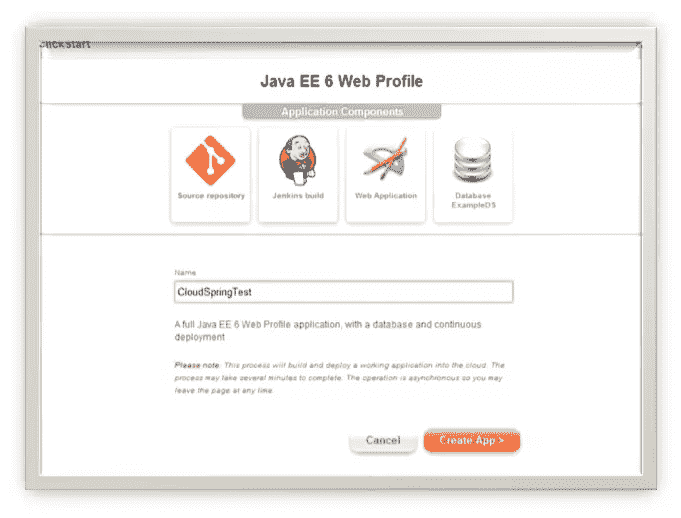 Clickstart
Java EE 6 Web Profile
Application Components
Source repository
Jenkins build
Web Application
Database
ExampleDS
Name
CloudSpringTest
A full Java EE 6 Web Profile application, with a database and continuous
deployment
Please note: This process will build and deploy a working application into the cloud. The
process may take several minutes to complete. The operation is asynchronous so you may
leave the page at any time.
Cancel
Create App >